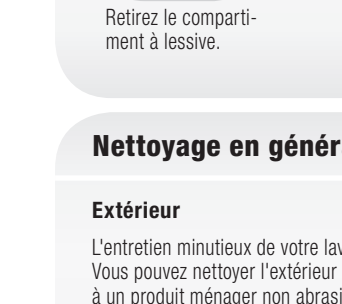 Retirez le comparti-
ment à lessive.
Nettoyage en génér
Extérieur
L'entretien minutieux de votre lav
Vous pouvez nettoyer l'extérieur
à un produit ménager non abrasi